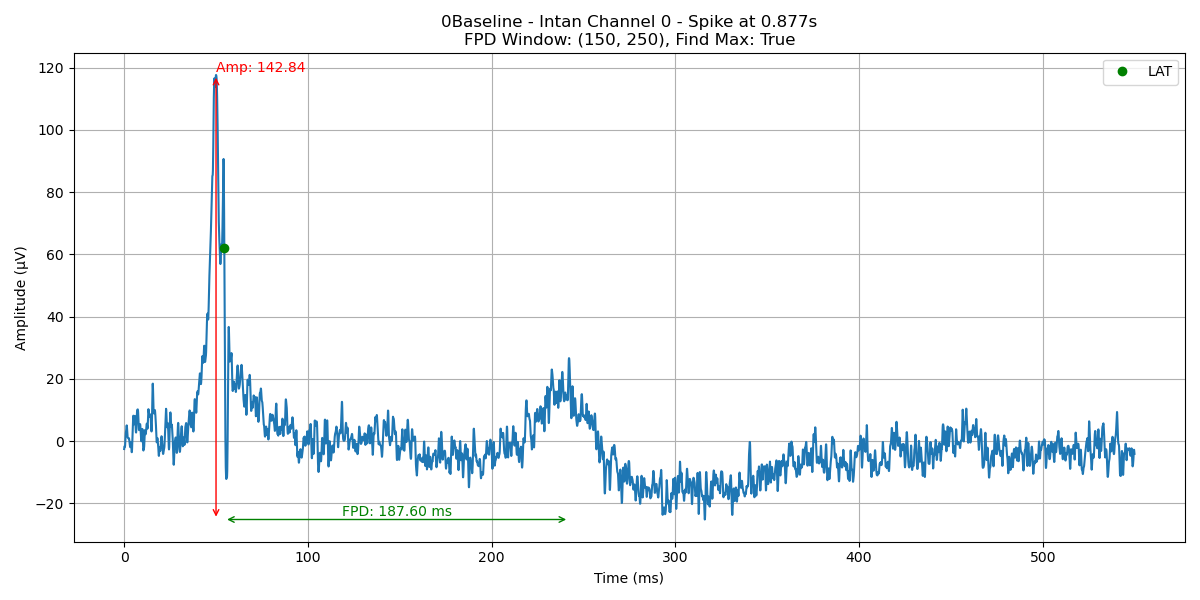 0Baseline - Intan Channel 0 - Spike at 0.877s
FPD Window: (150, 250), Find Max: True
Amp: 142.84
LAT
120
100
80
60
40
20
0
−20
Amplitude (µV)
FPD: 187.60 ms
0
100
200
300
400
500
Time (ms)